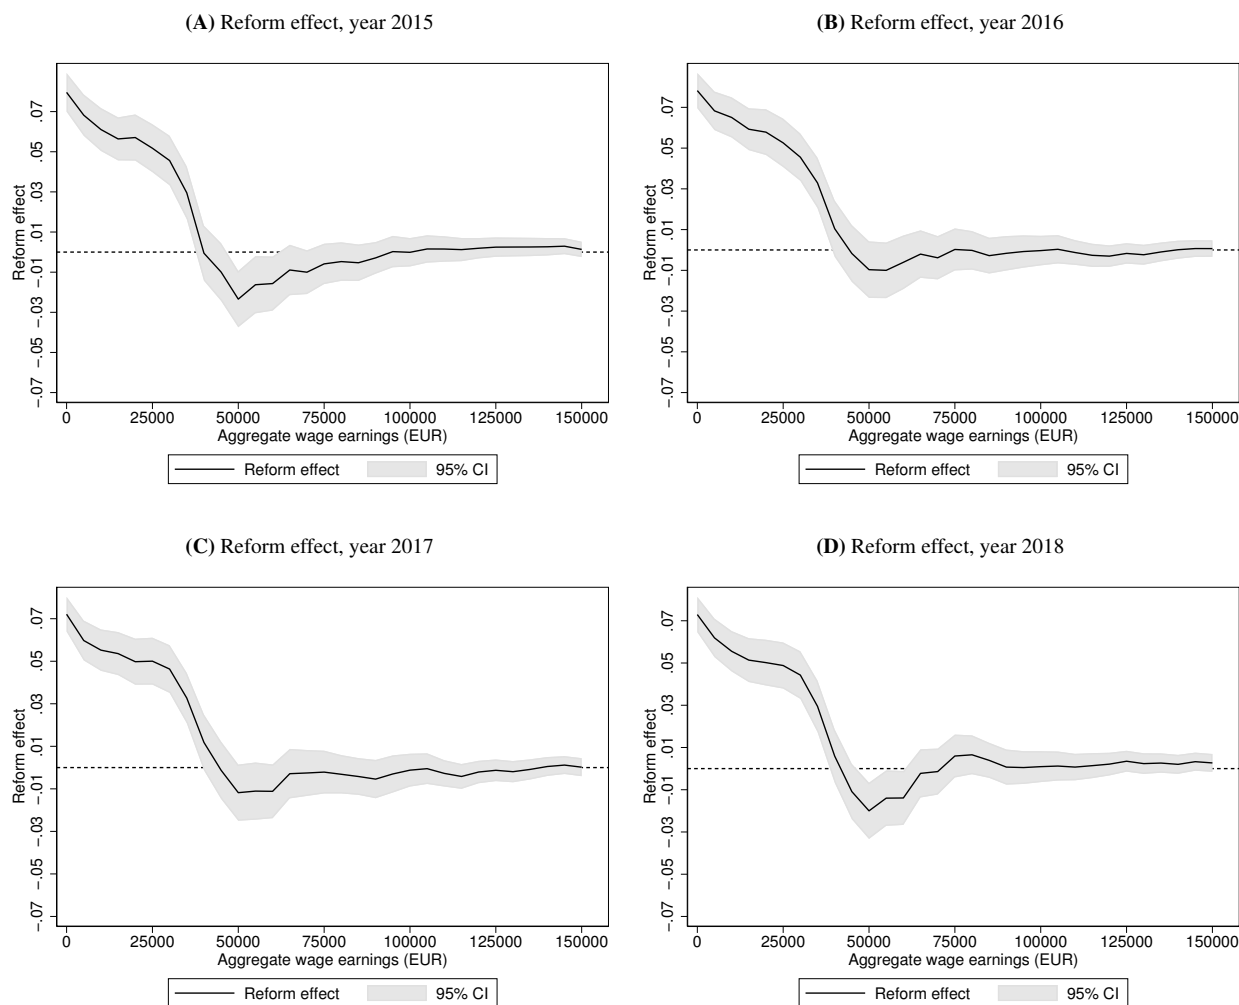 (A) Reform effect, year 2015
Reform effect
.07
.05
.03
.01
-.01
-.03
-.05
-.07
0 25000 50000 75000 100000 125000 150000
Aggregate wage earnings (EUR)
Reform effect 95% CI
(B) Reform effect, year 2016
Reform effect
.07
.05
.03
.01
-.01
-.03
-.05
-.07
0 25000 50000 75000 100000 125000 150000
Aggregate wage earnings (EUR)
Reform effect 95% CI
(C) Reform effect, year 2017
Reform effect
.07
.05
.03
.01
-.01
-.03
-.05
-.07
0 25000 50000 75000 100000 125000 150000
Aggregate wage earnings (EUR)
Reform effect 95% CI
(D) Reform effect, year 2018
Reform effect
.07
.05
.03
.01
-.01
-.03
-.05
-.07
0 25000 50000 75000 100000 125000 150000
Aggregate wage earnings (EUR)
Reform effect 95% CI